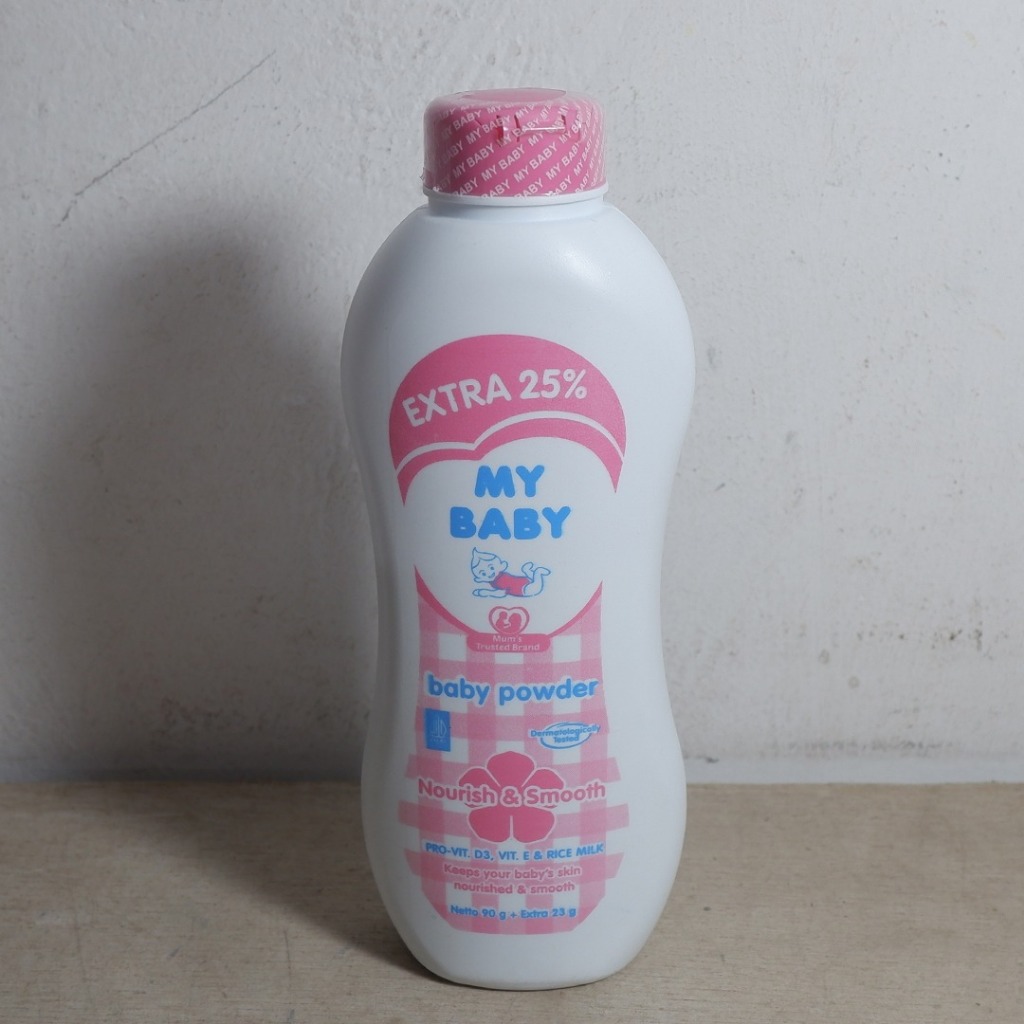 MY BABY MY BABY MY BABY
EXTRA 25%
MY
BABY
Mum's
Trusted Brand
baby powder
Dermatologically
Tested
Nourish & Smooth
PRO-VIT. D3, VIT. E & RICE MILK
Keeps your baby's skin
nourished & smooth
Netto 90 g + Extra 23 g